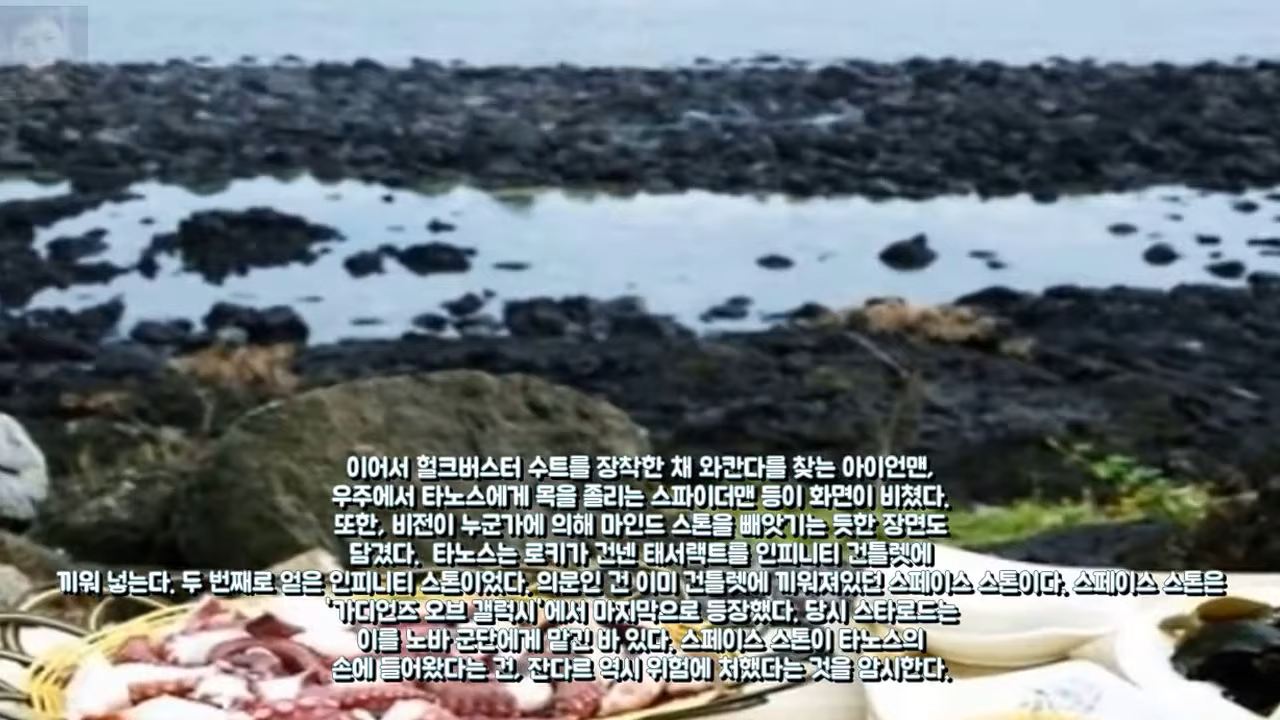 이어서 헐크버스터 수트를 장착한 채 와칸다를 찾는 아이언맨,
우주에서 타노스에게 목을 졸리는 스파이더맨 등이 화면이 비쳤다.
또한, 비전이 누군가에 의해 마인드 스톤을 빼앗기는 듯한 장면도
담겼다. 타노스는 로키가 건넨 태서랙트를 인피니티 건틀렛에
끼워 넣는다. 두 번째로 얻은 인피니티 스톤이었다. 의문인 건 이미 건틀렛에 끼워져있던 스페이스 스톤이다. 스페이스 스톤은
'가디언즈 오브 갤럭시'에서 마지막으로 등장했다. 당시 스타로드는
이를 노바 군단에게 맡긴 바 있다. 스페이스 스톤이 타노스의
손에 들어왔다는 건, 잔다르 역시 위험에 처했다는 것을 암시한다.